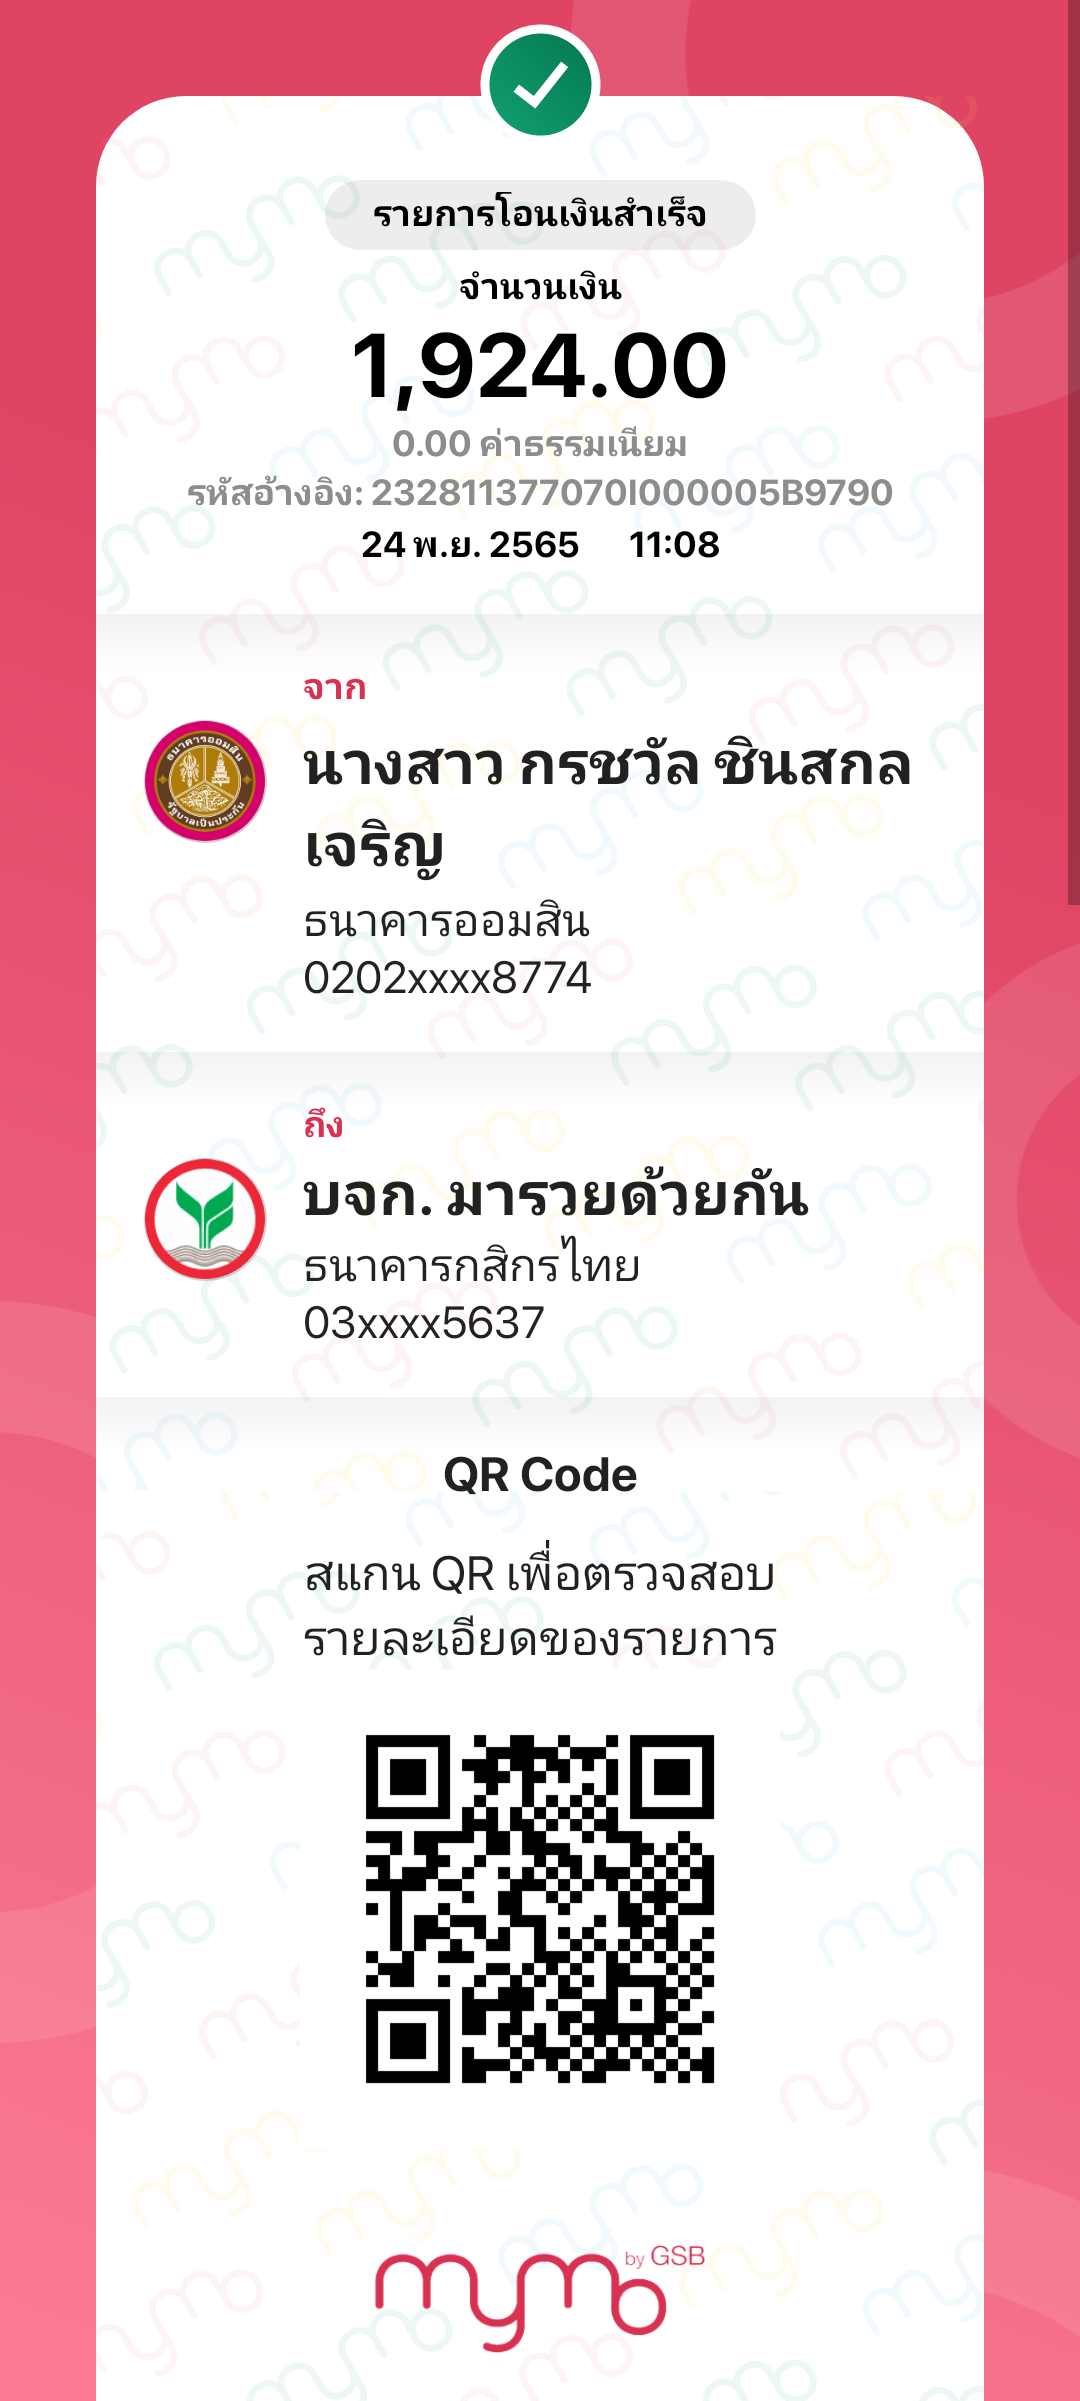 รายการโอนเงินสำเร็จ
จำนวนเงิน
1,924.00
0.00 ค่าธรรมเนียม
รหัสอ้างอิง: 232811377070I000005B9790
24 พ.ย. 2565 11:08
จาก
ธนาคารออมสิน
รัฐบาลเป็นประกัน
นางสาว กรชวัล ชินสกล
เจริญ
ธนาคารออมสิน
0202xxxx8774
ถึง
บจก. มารวยด้วยกัน
ธนาคารกสิกรไทย
03xxxx5637
QR Code
สแกน QR เพื่อตรวจสอบ
รายละเอียดของรายการ
mymo by GSB